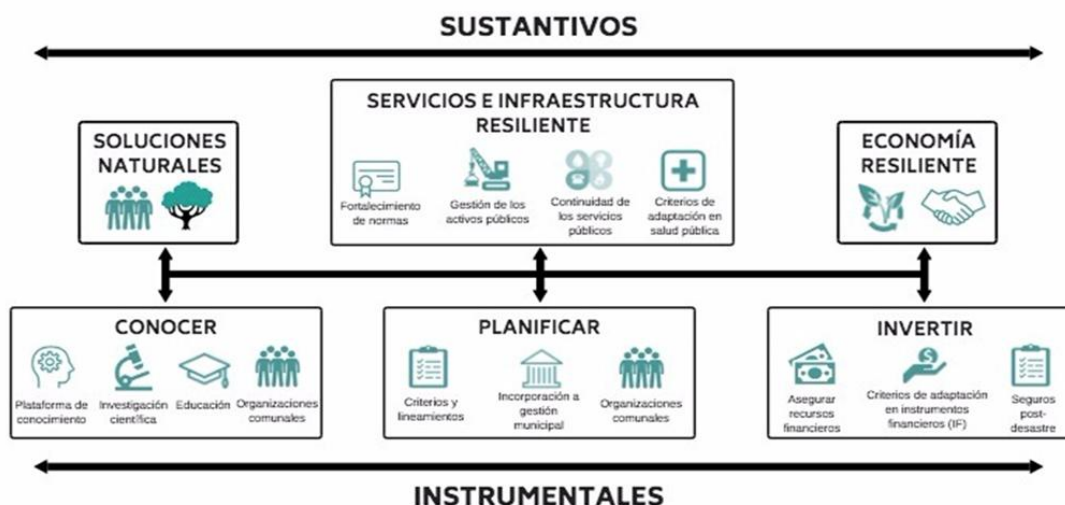 SUSTANTIVOS
SOLUCIONES
NATURALES
SERVICIOS E INFRAESTRUCTURA
RESILIENTE
Fortalecimiento
de normas
Gestión de los
activos públicos
Continuidad de
los servicios
públicos
Criterios de
adaptación en
salud pública
ECONOMÍA
RESILIENTE
CONOCER
Plataforma de
conocimiento
Investigación
científica
Educación
Organizaciones
comunales
PLANIFICAR
Criterios y
lineamientos
Incorporación a
gestión
municipal
Organizaciones
comunales
INVERTIR
Asegurar
recursos
financieros
Criterios de adaptación
en instrumentos
financieros (IF)
Seguros
post-
desastre
INSTRUMENTALES